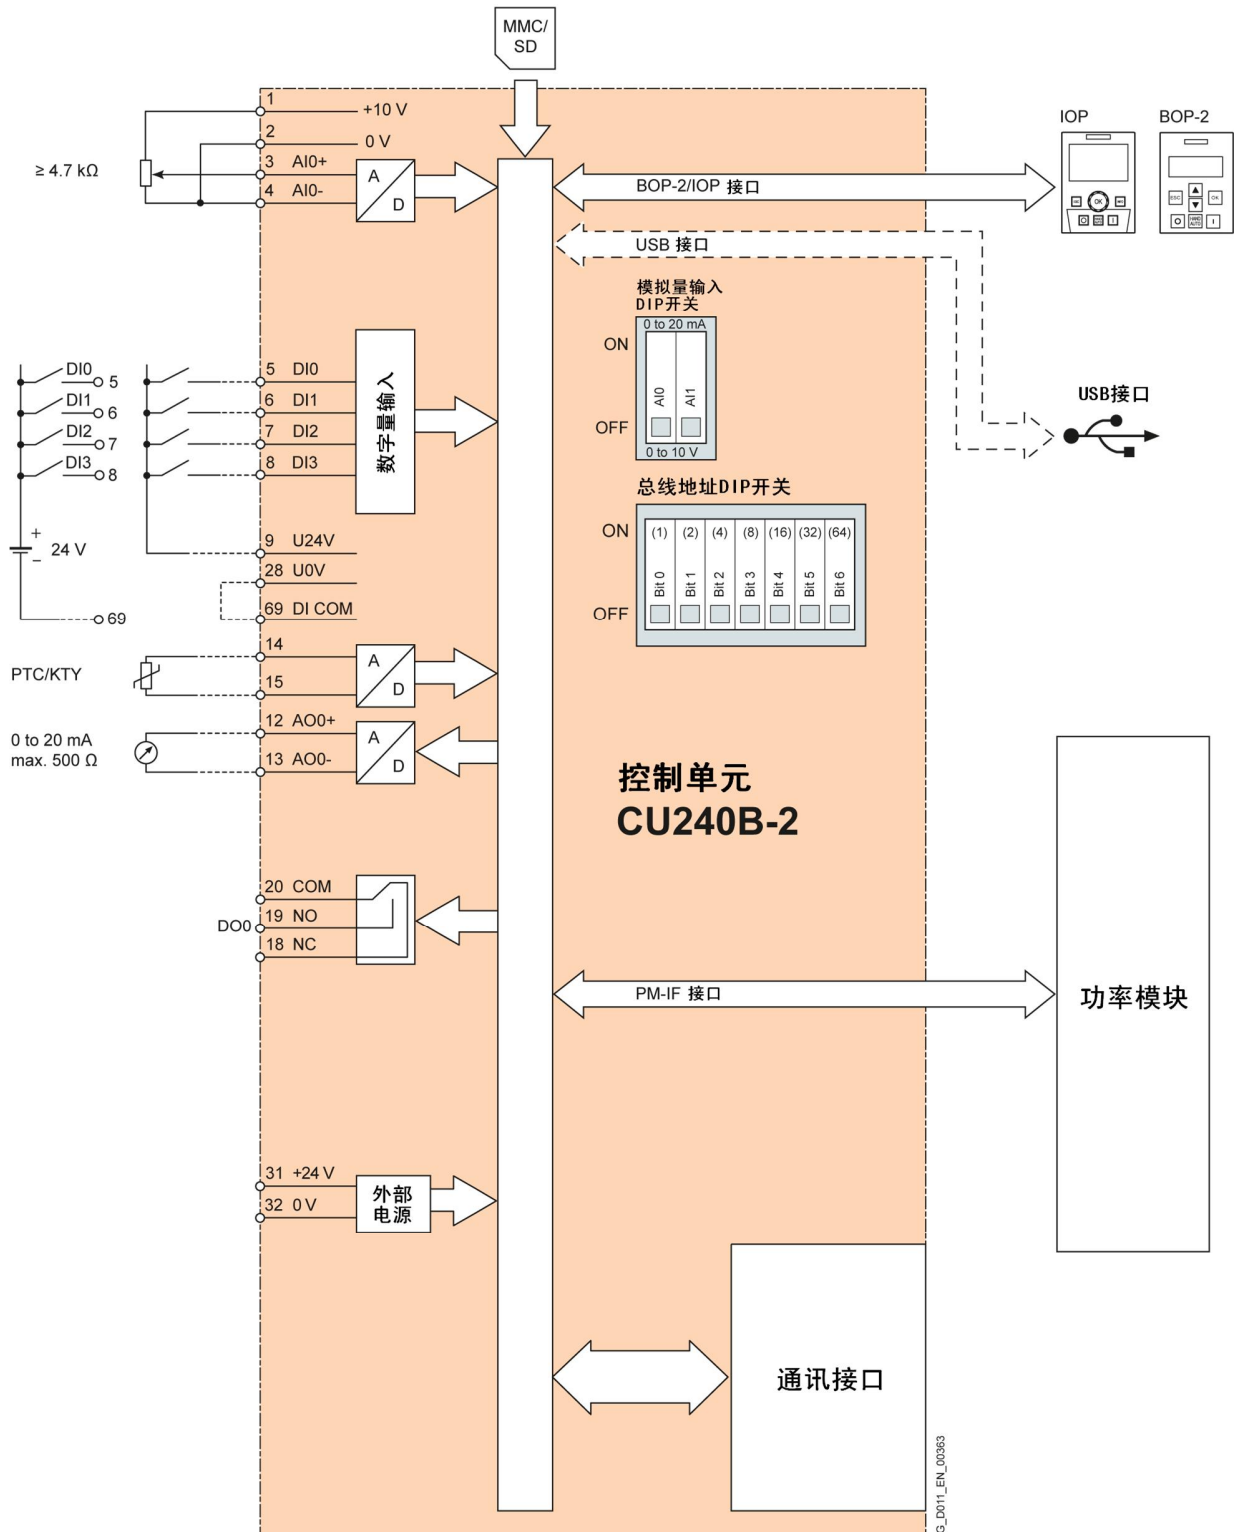 MMC/
SD
1
+10 V
2
0 V
≥ 4.7 kΩ
3 AI0+
4 AI0-
A
D
BOP-2/IOP 接口
IOP
BOP-2
OK
ESC
OK
HAND
AUTO
USB 接口
模拟量输入
DIP开关
0 to 20 mA
ON
AI0
AI1
OFF
0 to 10 V
USB接口
DI0
5
DI1
6
DI2
7
DI3
8
5 DI0
6 DI1
7 DI2
8 DI3
数字量输入
总线地址DIP开关
ON
(1) (2) (4) (8) (16) (32) (64)
Bit 0 Bit 1 Bit 2 Bit 3 Bit 4 Bit 5 Bit 6
OFF
+
24 V
−
69
9 U24V
28 U0V
69 DI COM
PTC/KTY
14
15
A
D
0 to 20 mA
max. 500 Ω
12 AO0+
13 AO0-
A
D
控制单元
CU240B-2
DO0
20 COM
19 NO
18 NC
PM-IF 接口
功率模块
31 +24 V
32 0 V
外部
电源
通讯接口
G_D011_EN_00363